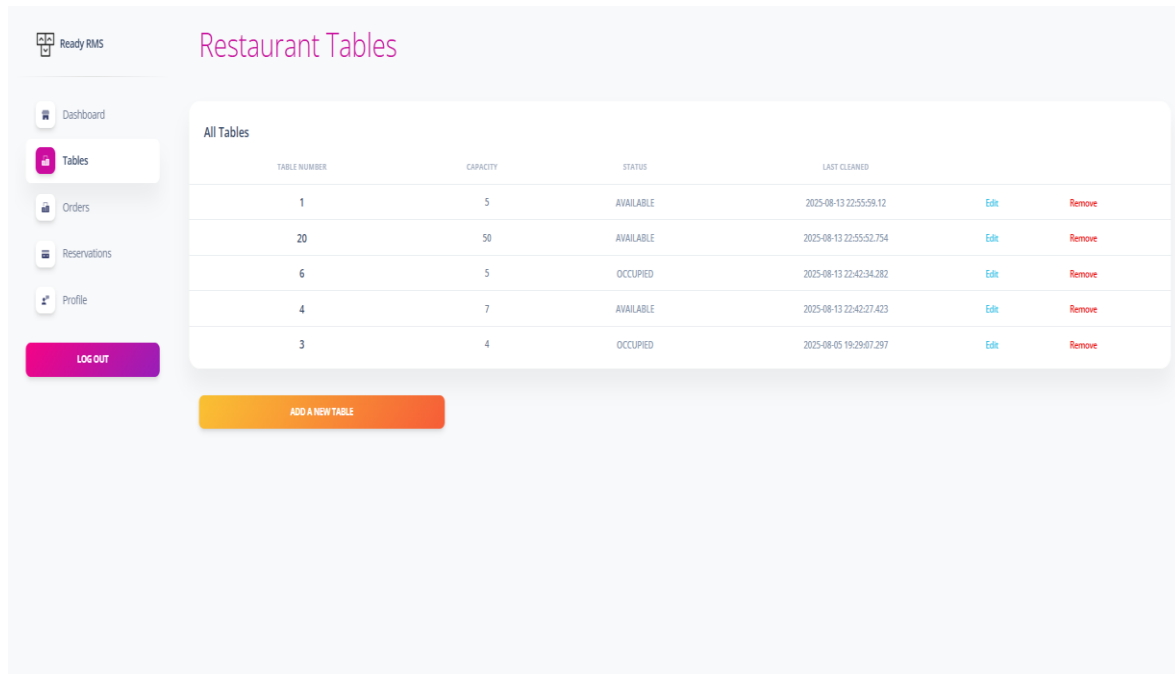 Ready RMS
Restaurant Tables
Dashboard
Tables
Orders
Reservations
Profile
LOG OUT
All Tables
TABLE NUMBER CAPACITY STATUS LAST CLEANED
1 5 AVAILABLE 2025-08-13 22:55:59.12 Edit Remove
20 50 AVAILABLE 2025-08-13 22:55:52.754 Edit Remove
6 5 OCCUPIED 2025-08-13 22:42:34.282 Edit Remove
4 7 AVAILABLE 2025-08-13 22:42:27.423 Edit Remove
3 4 OCCUPIED 2025-08-05 19:29:07.297 Edit Remove
ADD A NEW TABLE